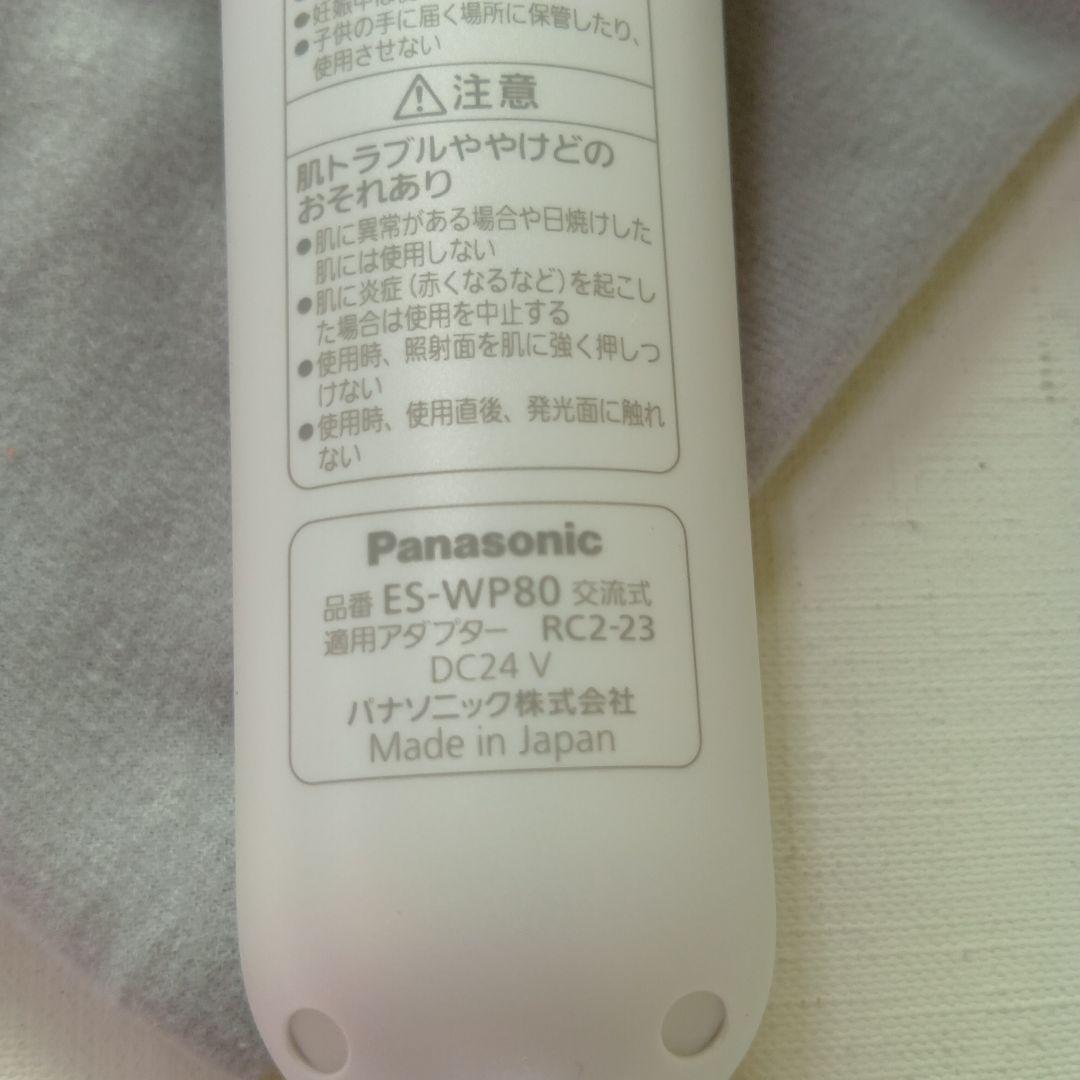 ●妊娠中は
●子供の手に届く場所に保管したり、
使用させない
⚠注意
肌トラブルややけどの
おそれあり
●肌に異常がある場合や日焼けした
肌には使用しない
●肌に炎症(赤くなるなど)を起こし
た場合は使用を中止する
●使用時、照射面を肌に強く押しつ
けない
●使用時、使用直後、発光面に触れ
ない
Panasonic
品番 ES-WP80 交流式
適用アダプター RC2-23
DC24 V
パナソニック株式会社
Made in Japan